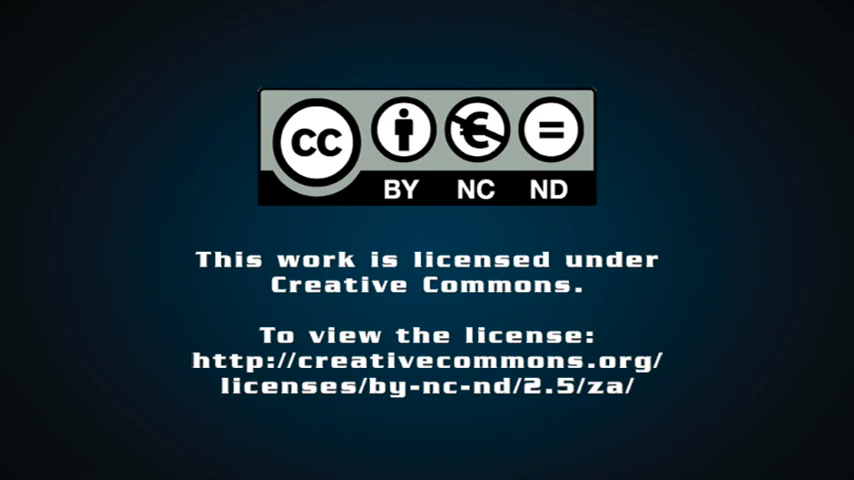 CC
BY NC ND
This work is licensed under
Creative Commons.
To view the license:
http://creativecommons.org/
licenses/by-nc-nd/2.5/za/